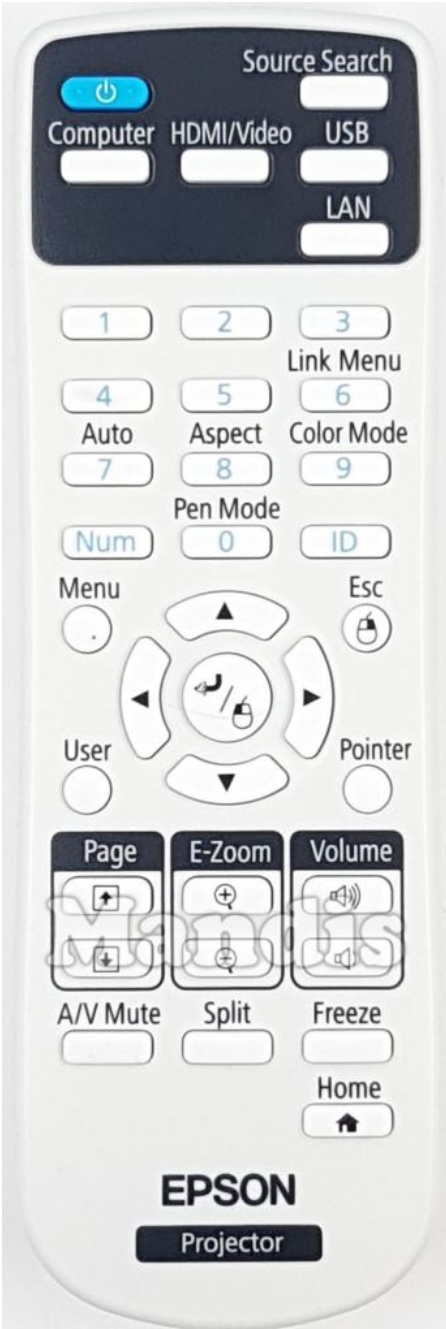 Source Search
Computer HDMI/Video USB
LAN
1 2 3
Link Menu
4 5 6
Auto Aspect Color Mode
7 8 9
Pen Mode
Num 0 ID
Menu Esc
User Pointer
Page E-Zoom Volume
Mandis
A/V Mute Split Freeze
Home
EPSON
Projector